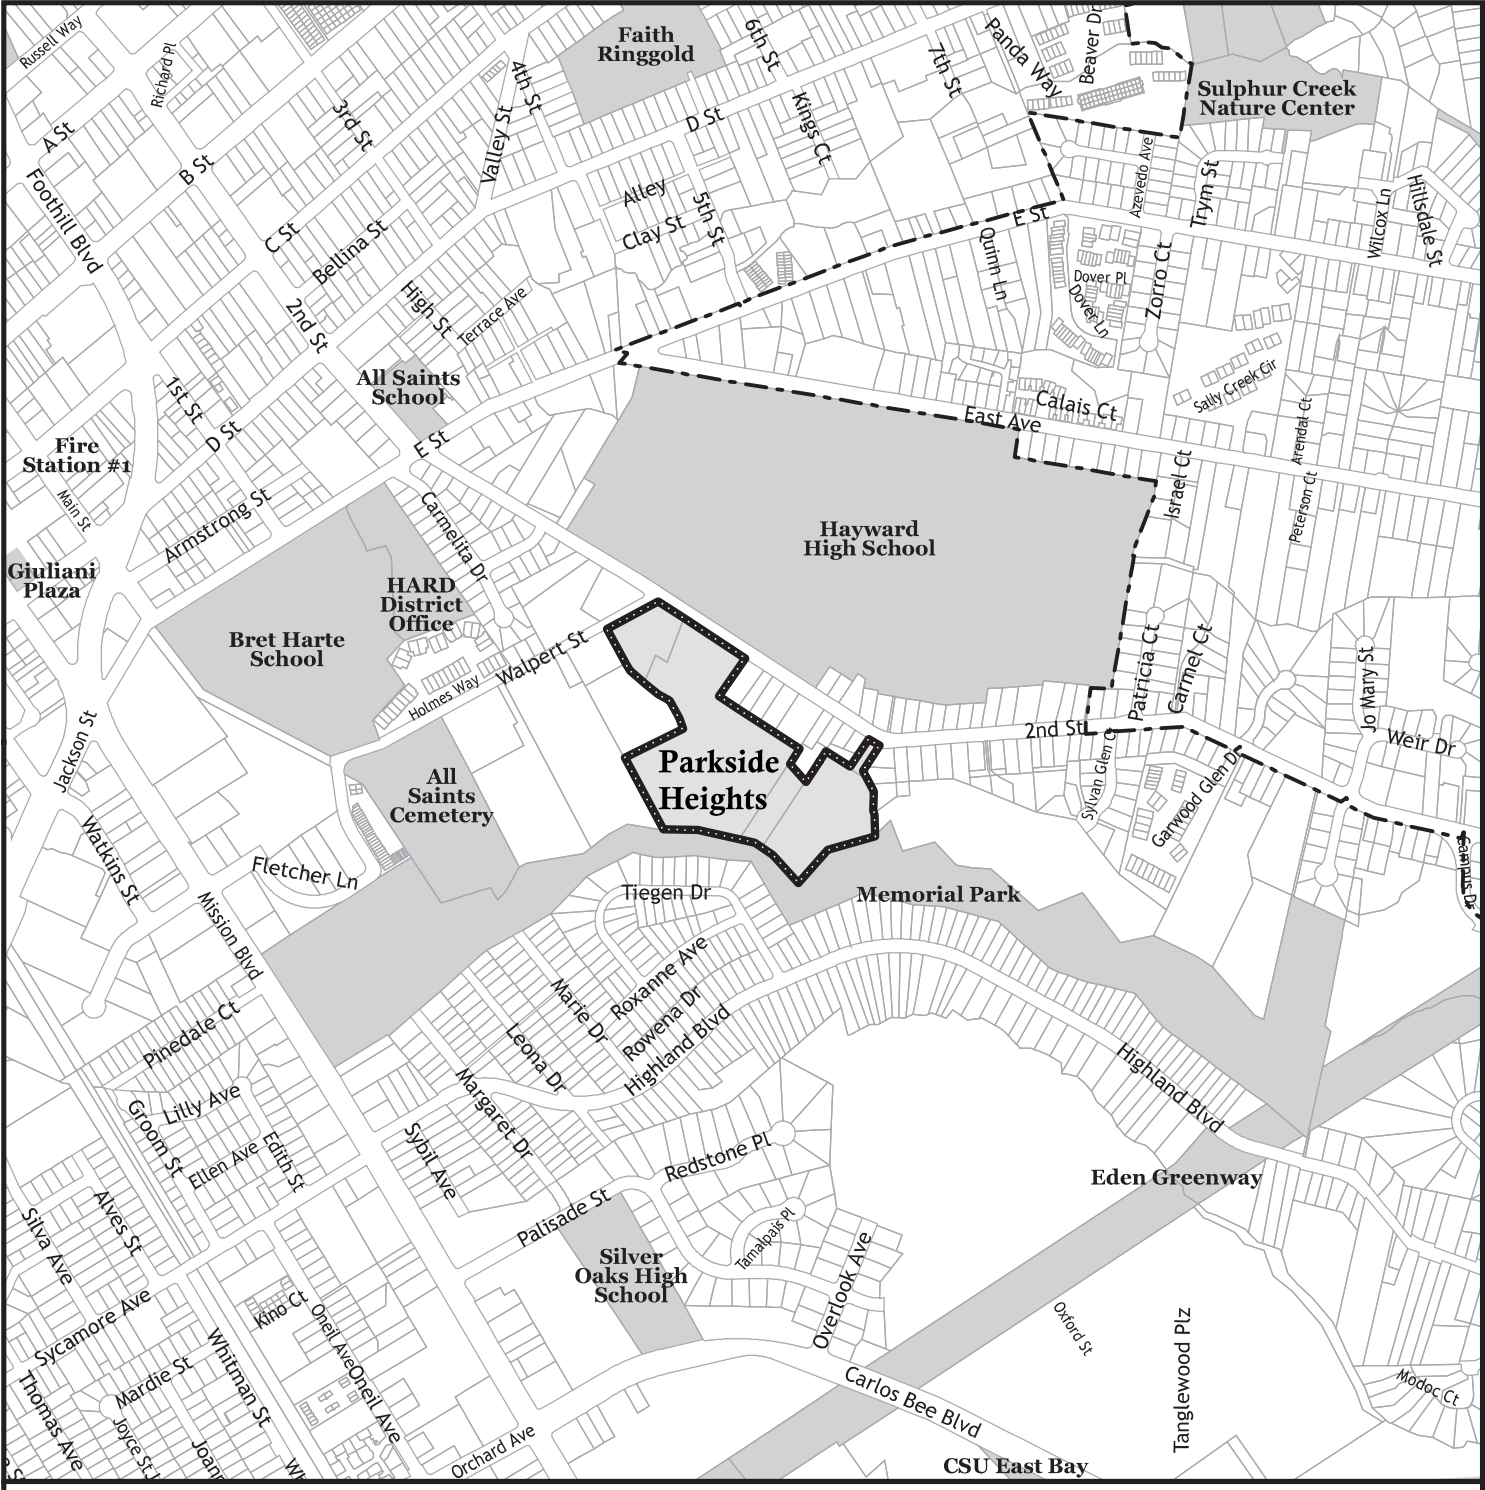 Russell Way
Richard Pl
Faith
Ringgold
6th St
7th St
Panda Way
Beaver Dr
Sulphur Creek
Nature Center
4th St
3rd St
A St
B St
Valley St
D St
Kings Ct
Foothill Blvd
C St
Bellina St
Alley
Clay St
5th St
E St
Azevedo Ave
Trym St
Wilcox Ln
Hillsdale St
Quinn Ln
Dover Pl
Dover Ln
Zorro Ct
2nd St
High St
Terrace Ave
All Saints
School
1st St
D St
E St
East Ave
Calais Ct
Sally Creek Cir
Arendal Ct
Fire
Station #1
Main St
Armstrong St
Carmelita Dr
Israel Ct
Peterson Ct
Hayward
High School
Giuliani
Plaza
HARD
District
Office
Bret Harte
School
Walpert St
Holmes Way
Patricia Ct
Carmel Ct
Jo Mary St
Weir Dr
2nd St
Sylvan Glen C
Garwood Glen D
Jackson St
Parkside
Heights
All
Saints
Cemetery
Campus Dr
Watkins St
Fletcher Ln
Mission Blvd
Tiegen Dr
Memorial Park
Roxanne Ave
Marie Dr
Rowena Dr
Highland Blvd
Leona Dr
Pinedale Ct
Margaret Dr
Highland Blvd
Lilly Ave
Groom St
Ellen Ave
Edith St
Sybil Ave
Redstone Pl
Eden Greenway
Palisade St
Alves St
Silva Ave
Tamalpais Pl
Silver
Oaks High
School
Overlook Ave
Sycamore Ave
Kino Ct
Oneil Ave
Oneil Ave
Whitman St
Oxford St
Tanglewood Plz
Mardie St
Thomas Ave
Joyce St
Joann
Wh
Carlos Bee Blvd
Modoc Ct
Orchard Ave
CSU East Bay